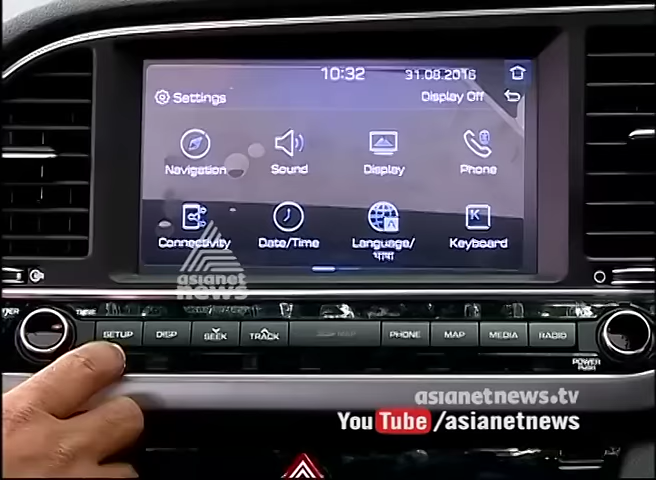 10:32 31.08.2016
Settings Display Off
Navigation Sound Display Phone
Connectivity Date/Time Language/ Keyboard
भाषा
K
A
asianet
news
TUNE
SETUP DISP SEEK TRACK PHONE MAP MEDIA RADIO
POWER
PUSH
asianetnews.tv
YouTube/asianetnews